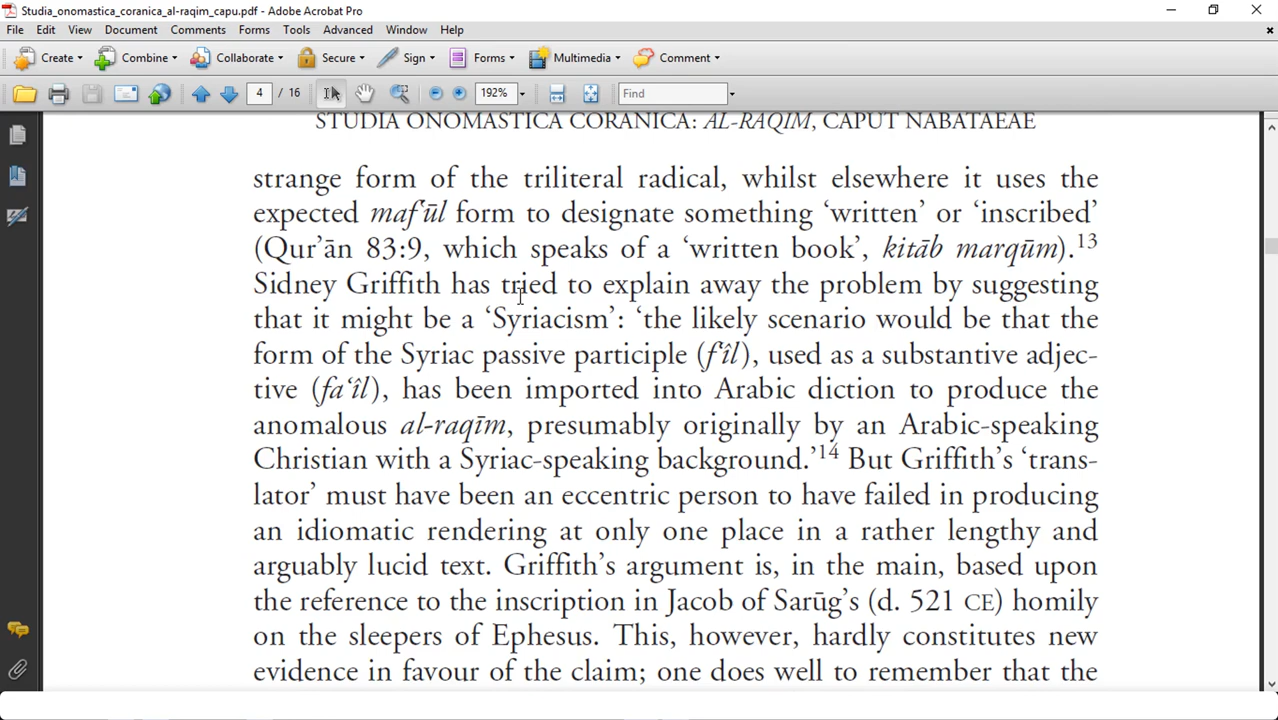 Studia_onomastica_coranica_al-raqim_capu.pdf - Adobe Acrobat Pro
File Edit View Document Comments Forms Tools Advanced Window Help
Create Combine Collaborate Secure Sign Forms Multimedia Comment
4 / 16 192% Find
STUDIA ONOMASTICA CORANICA: AL-RAQĪM, CAPUT NABATAEAE
strange form of the triliteral radical, whilst elsewhere it uses the
expected mafʿūl form to designate something ‘written’ or ‘inscribed’
(Qur’ān 83:9, which speaks of a ‘written book’, kitāb marqūm).13
Sidney Griffith has tried to explain away the problem by suggesting
that it might be a ‘Syriacism’: ‘the likely scenario would be that the
form of the Syriac passive participle (fʿîl), used as a substantive adjec-
tive (faʿîl), has been imported into Arabic diction to produce the
anomalous al-raqīm, presumably originally by an Arabic-speaking
Christian with a Syriac-speaking background.’14 But Griffith’s ‘trans-
lator’ must have been an eccentric person to have failed in producing
an idiomatic rendering at only one place in a rather lengthy and
arguably lucid text. Griffith’s argument is, in the main, based upon
the reference to the inscription in Jacob of Sarūg’s (d. 521 CE) homily
on the sleepers of Ephesus. This, however, hardly constitutes new
evidence in favour of the claim; one does well to remember that the